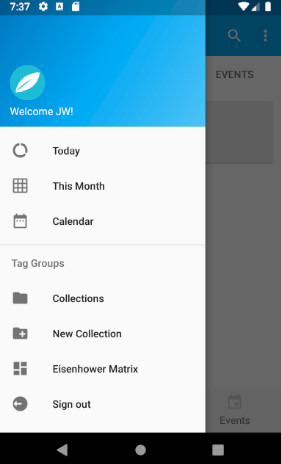 7:37
EVENTS
Welcome JW!
Today
This Month
Calendar
Tag Groups
Collections
New Collection
Eisenhower Matrix
Sign out
Events